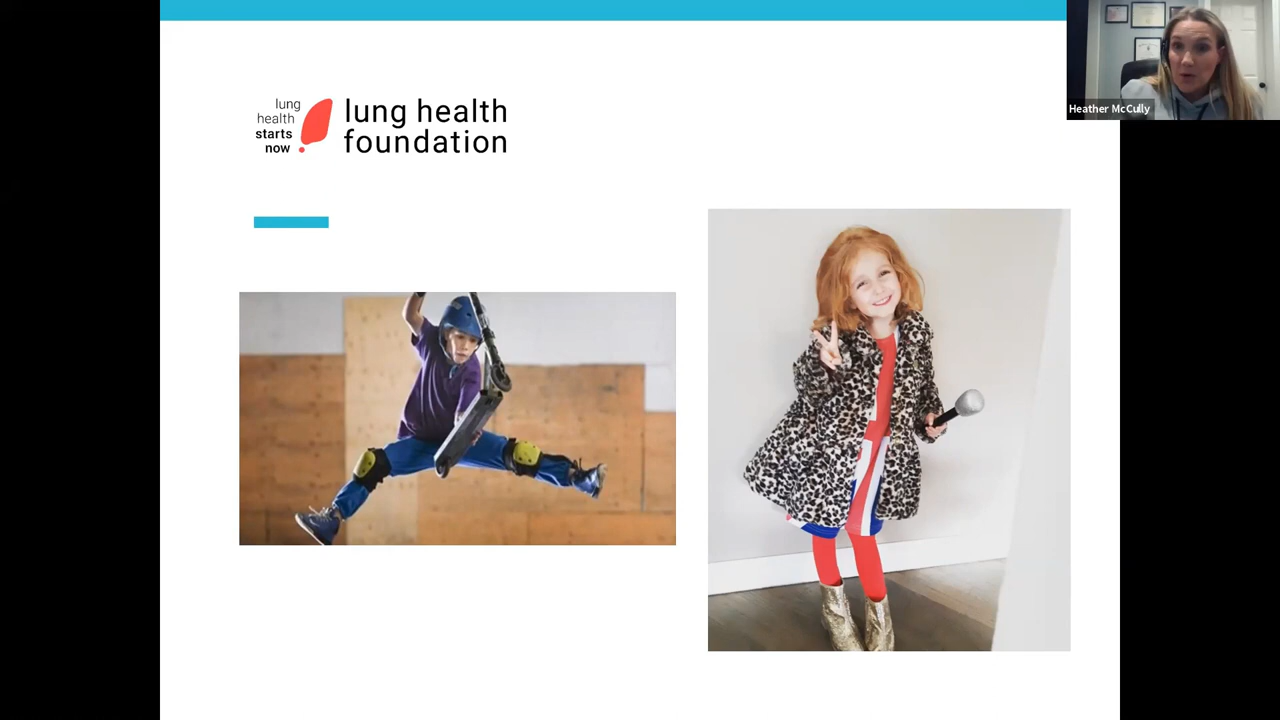 lung
health
starts
now
lung health
foundation
Heather McCully